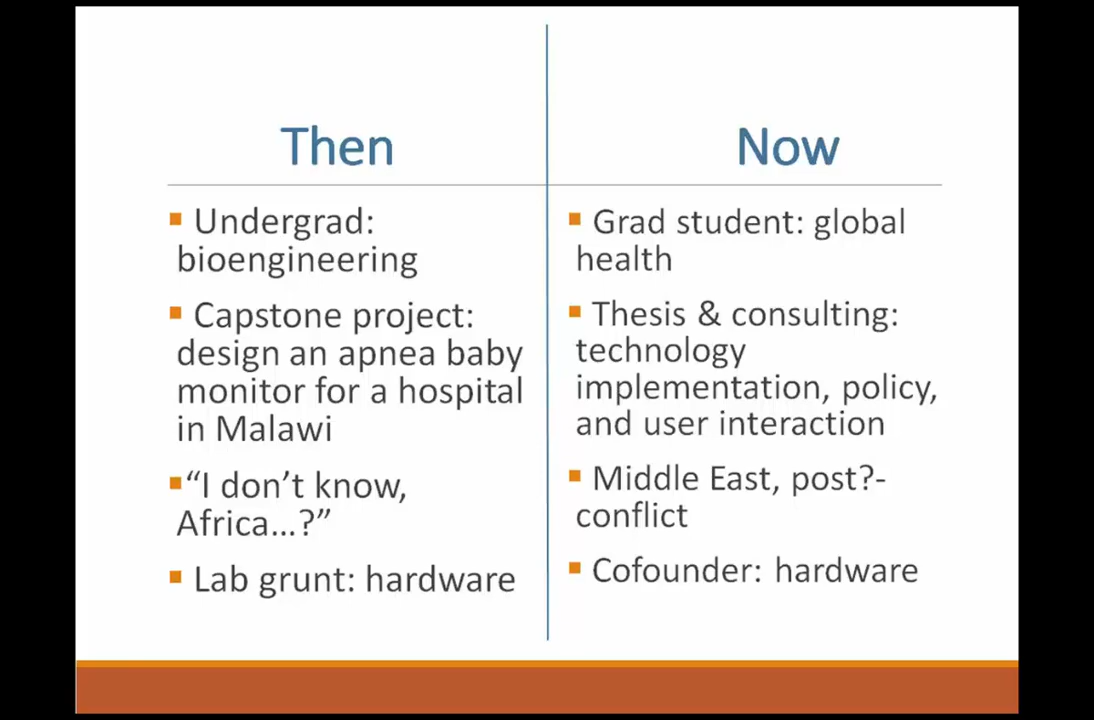 Then
Undergrad:
bioengineering
Capstone project:
design an apnea baby
monitor for a hospital
in Malawi
“I don’t know,
Africa…?”
Lab grunt: hardware
Now
Grad student: global
health
Thesis & consulting:
technology
implementation, policy,
and user interaction
Middle East, post?-
conflict
Cofounder: hardware